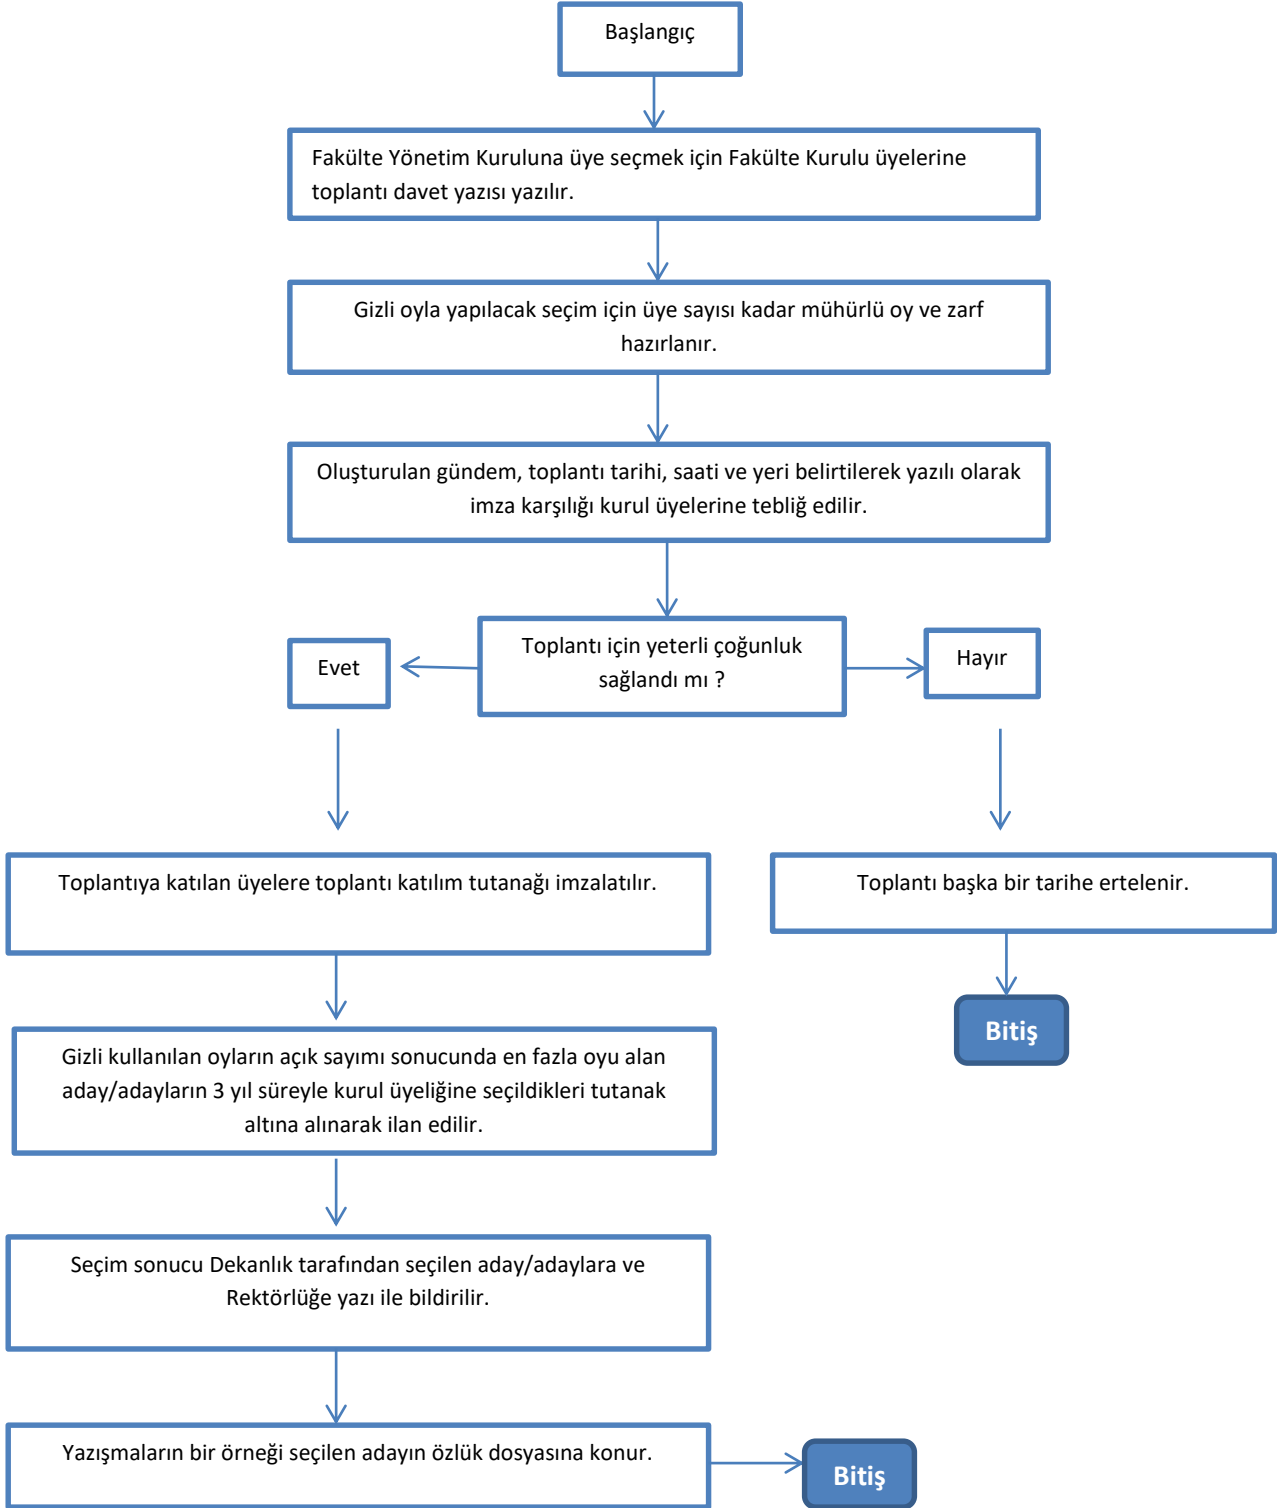 Başlangıç
Fakülte Yönetim Kuruluna üye seçmek için Fakülte Kurulu üyelerine
toplantı davet yazısı yazılır.
Gizli oyla yapılacak seçim için üye sayısı kadar mühürlü oy ve zarf
hazırlanır.
Oluşturulan gündem, toplantı tarihi, saati ve yeri belirtilerek yazılı olarak
imza karşılığı kurul üyelerine tebliğ edilir.
Toplantı için yeterli çoğunluk
sağlandı mı ?
Evet
Hayır
Toplantıya katılan üyelere toplantı katılım tutanağı imzalatılır.
Toplantı başka bir tarihe ertelenir.
Bitiş
Gizli kullanılan oyların açık sayımı sonucunda en fazla oyu alan
aday/adayların 3 yıl süreyle kurul üyeliğine seçildikleri tutanak
altına alınarak ilan edilir.
Seçim sonucu Dekanlık tarafından seçilen aday/adaylara ve
Rektörlüğe yazı ile bildirilir.
Yazışmaların bir örneği seçilen adayın özlük dosyasına konur.
Bitiş